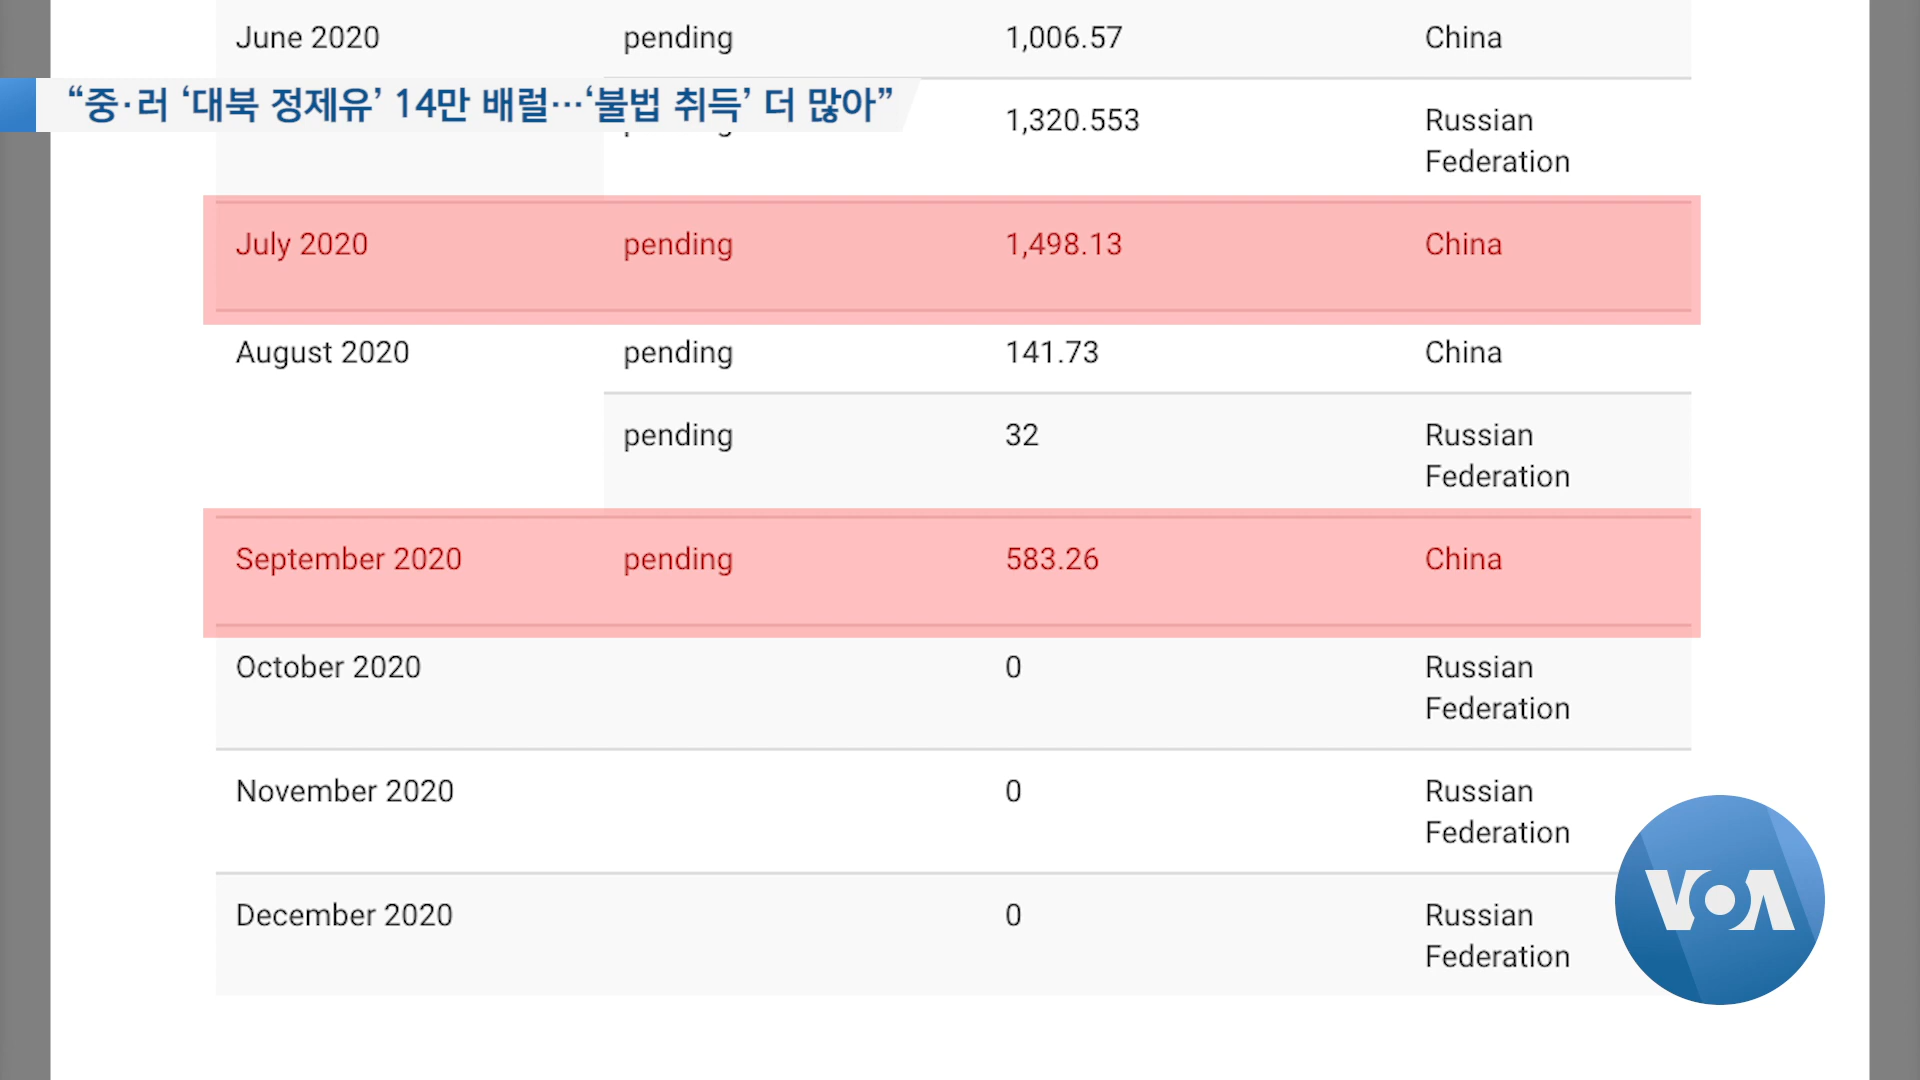 June 2020 pending 1,006.57 China
“중·러 ‘대북 정제유’ 14만 배럴…‘불법 취득’ 더 많아”
1,320.553 Russian
Federation
July 2020 pending 1,498.13 China
August 2020 pending 141.73 China
pending 32 Russian
Federation
September 2020 pending 583.26 China
October 2020 0 Russian
Federation
November 2020 0 Russian
Federation
December 2020 0 Russian
Federation
VOA